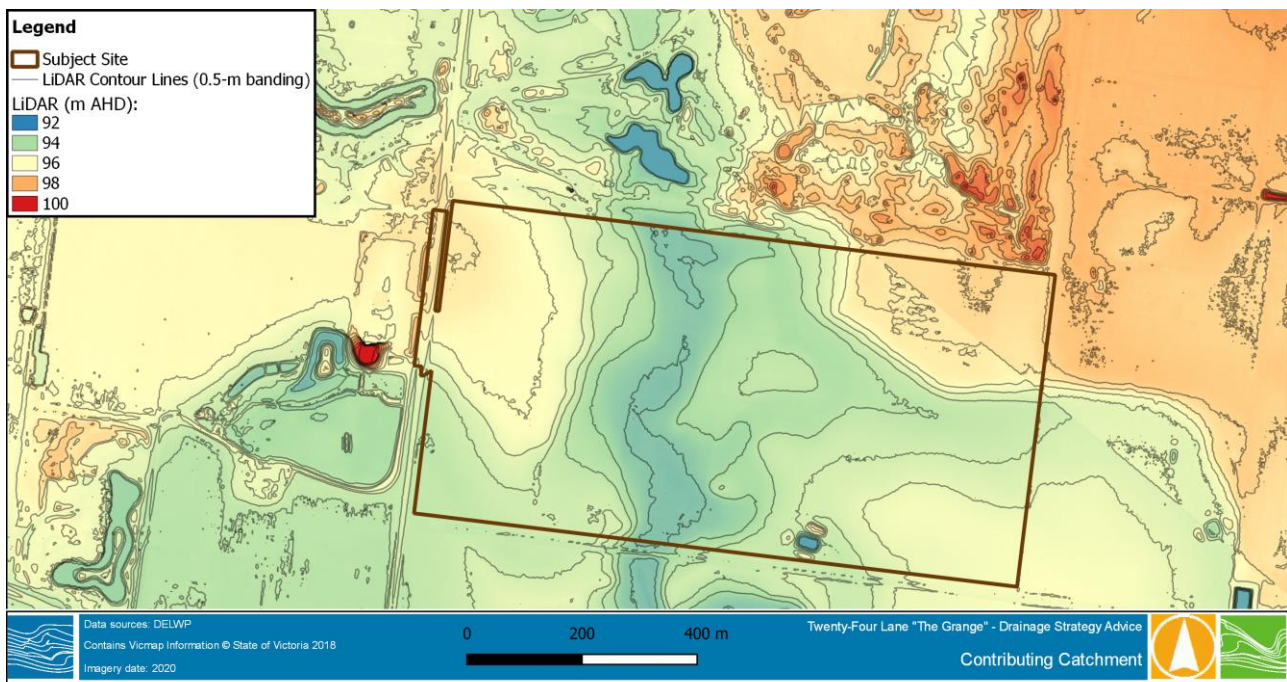 Legend
Subject Site
LiDAR Contour Lines (0.5-m banding)
LiDAR (m AHD):
92
94
96
98
100
Data sources: DELWP
Contains Vicmap Information © State of Victoria 2018
Imagery date: 2020
0 200 400 m
Twenty-Four Lane "The Grange" - Drainage Strategy Advice
Contributing Catchment